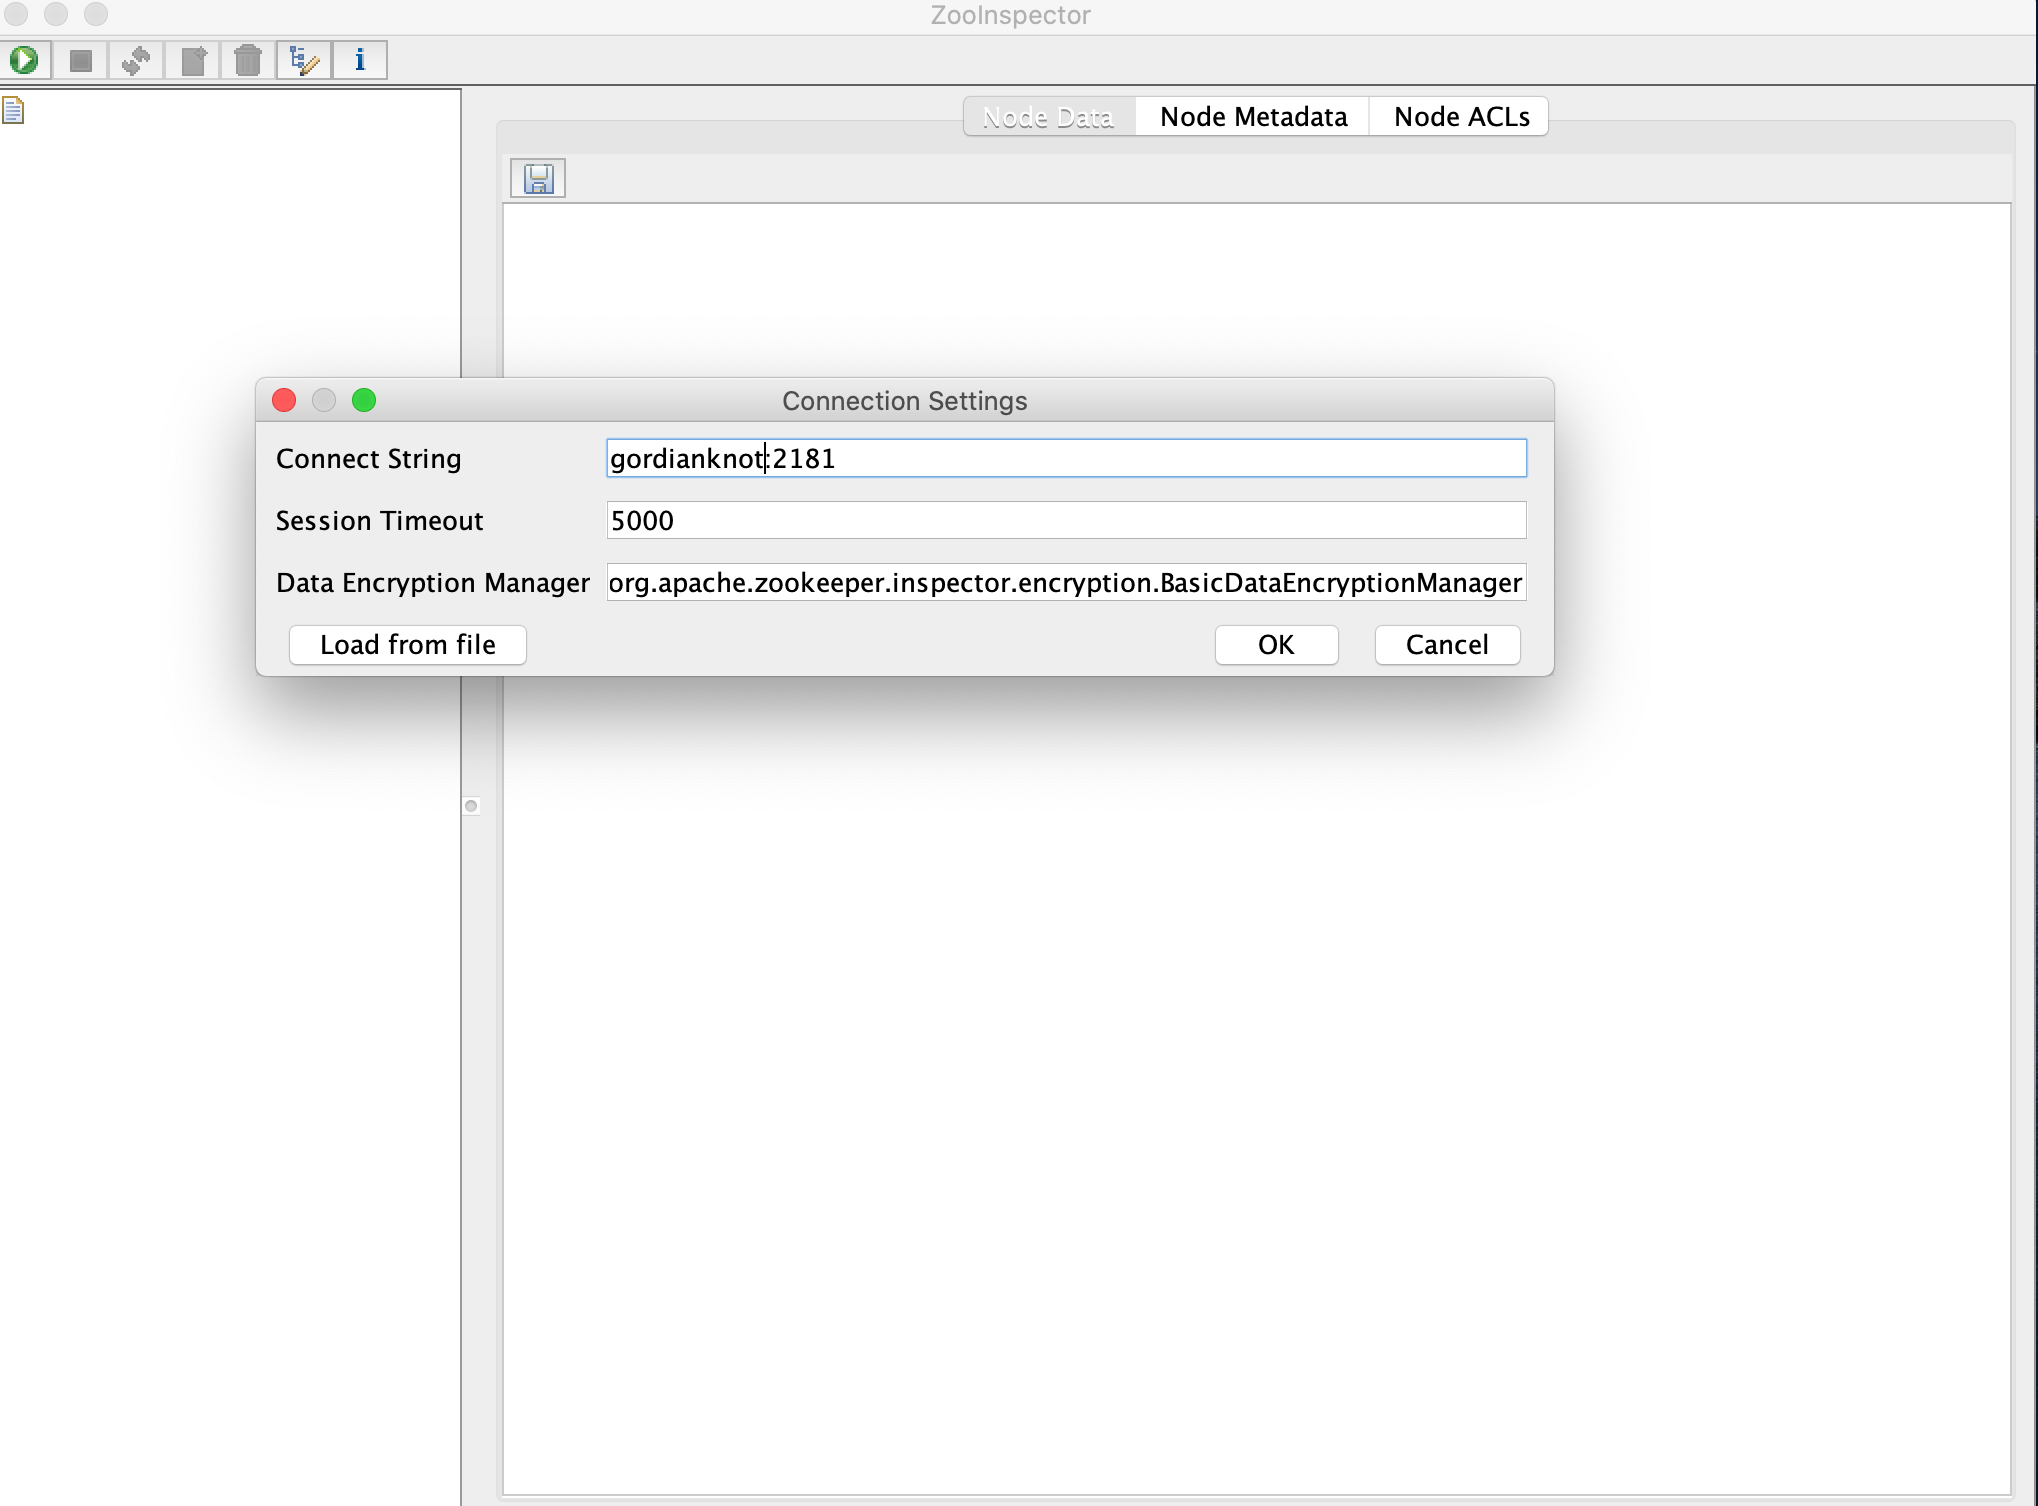 ZooInspector
Node Data Node Metadata Node ACLs
Connection Settings
Connect String gordianknot:2181
Session Timeout 5000
Data Encryption Manager org.apache.zookeeper.inspector.encryption.BasicDataEncryptionManager
Load from file OK Cancel